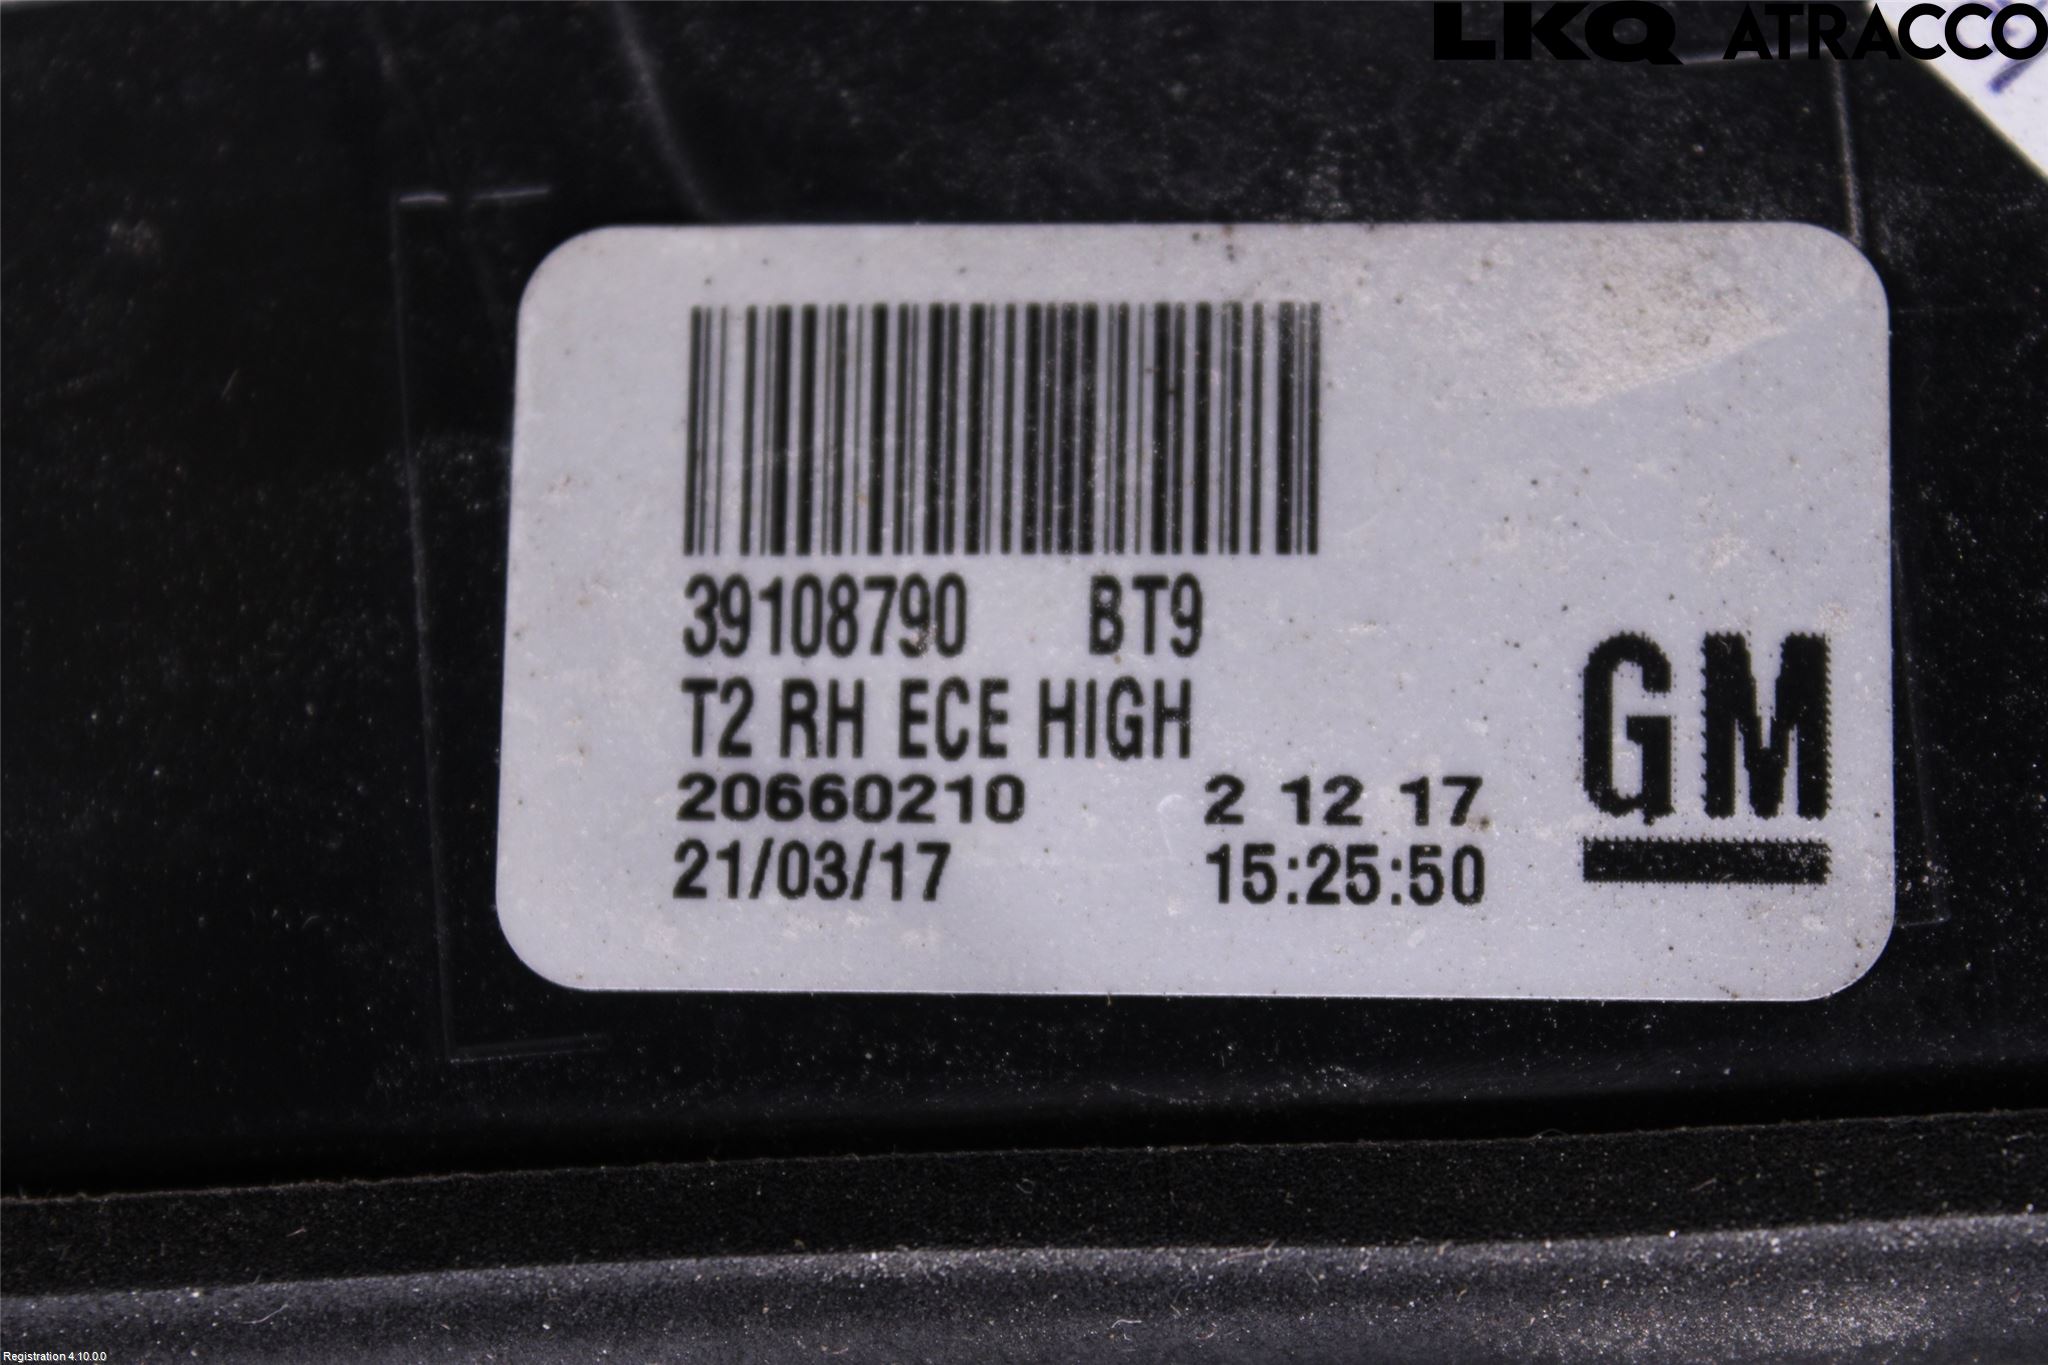 LKQ ATRACCO
39108790 BT9
T2 RH ECE HIGH
20660210 2 12 17
21/03/17 15:25:50
GM
Registration 4.10.0.0